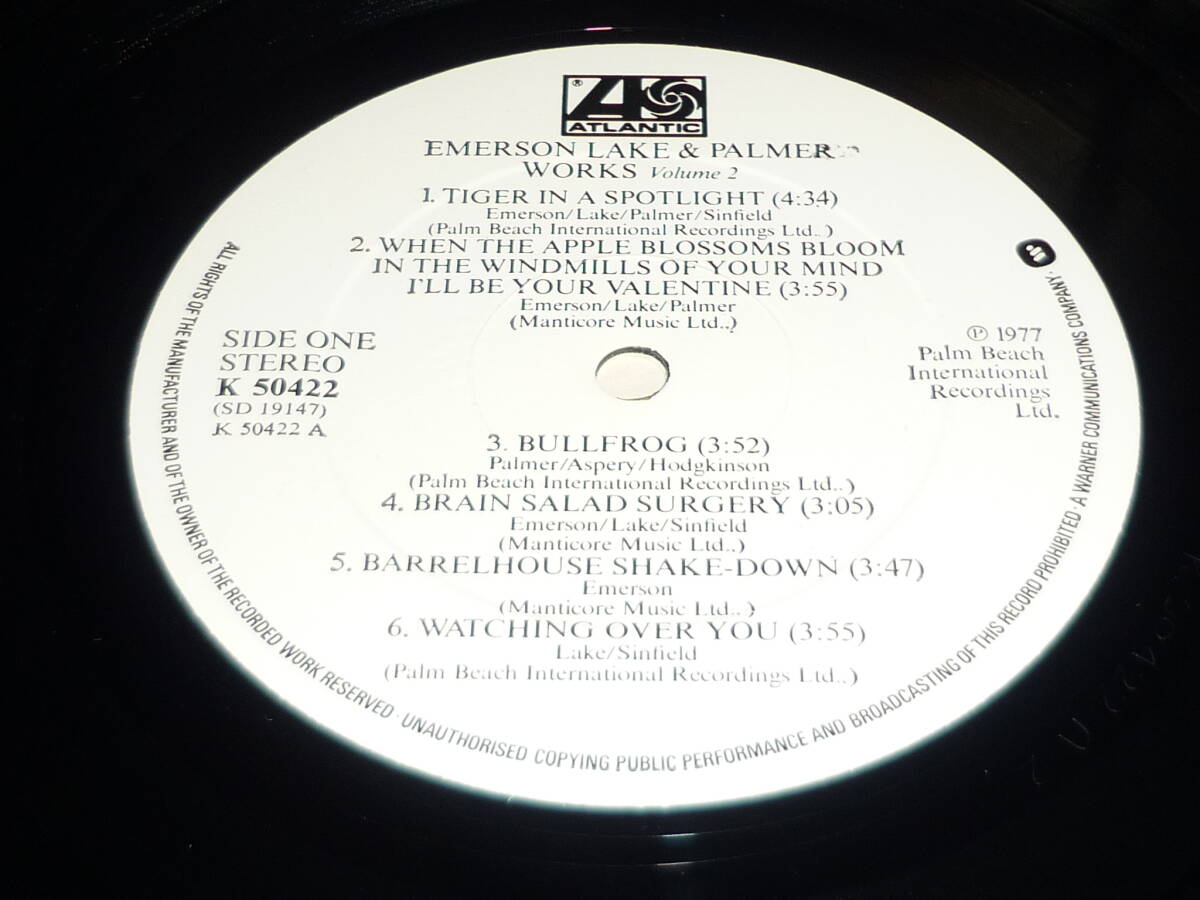 ® ATLANTIC
EMERSON LAKE & PALMER
WORKS Volume 2
1. TIGER IN A SPOTLIGHT (4:34)
Emerson/Lake/Palmer/Sinfield
(Palm Beach International Recordings Ltd..)
2. WHEN THE APPLE BLOSSOMS BLOOM
IN THE WINDMILLS OF YOUR MIND
I'LL BE YOUR VALENTINE (3:55)
Emerson/Lake/Palmer
(Manticore Music Ltd..)
SIDE ONE
STEREO
K 50422
(SD 19147)
K 50422 A
℗ 1977
Palm Beach
International
Recordings
Ltd.
3. BULLFROG (3:52)
Palmer/Aspery/Hodgkinson
(Palm Beach International Recordings Ltd..)
4. BRAIN SALAD SURGERY (3:05)
Emerson/Lake/Sinfield
(Manticore Music Ltd..)
5. BARRELHOUSE SHAKE-DOWN (3:47)
Emerson
(Manticore Music Ltd..)
6. WATCHING OVER YOU (3:55)
Lake/Sinfield
(Palm Beach International Recordings Ltd..)
ALL RIGHTS OF THE MANUFACTURER AND OF THE OWNER OF THE RECORDED WORK RESERVED · UNAUTHORISED COPYING PUBLIC PERFORMANCE AND BROADCASTING OF THIS RECORD PROHIBITED · A WARNER COMMUNICATIONS COMPANY ·